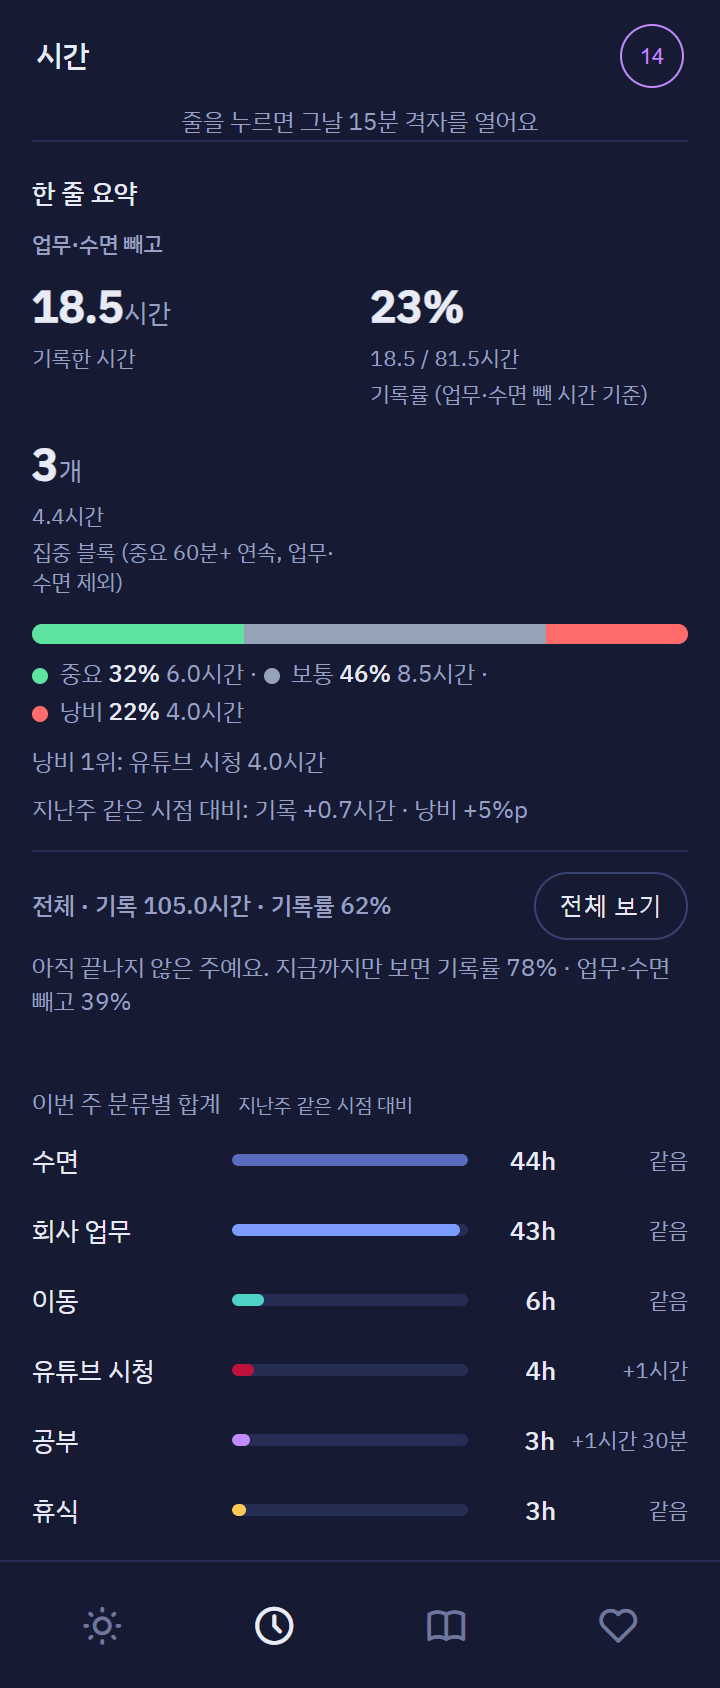 시간
14
줄을 누르면 그날 15분 격자를 열어요
한 줄 요약
업무·수면 빼고
18.5시간
기록한 시간
23%
18.5 / 81.5시간
기록률 (업무·수면 뺀 시간 기준)
3개
4.4시간
집중 블록 (중요 60분+ 연속, 업무·
수면 제외)
중요 32% 6.0시간 · 보통 46% 8.5시간 ·
낭비 22% 4.0시간
낭비 1위: 유튜브 시청 4.0시간
지난주 같은 시점 대비: 기록 +0.7시간 · 낭비 +5%p
전체 · 기록 105.0시간 · 기록률 62%
전체 보기
아직 끝나지 않은 주예요. 지금까지만 보면 기록률 78% · 업무·수면
빼고 39%
이번 주 분류별 합계 지난주 같은 시점 대비
수면 44h 같음
회사 업무 43h 같음
이동 6h 같음
유튜브 시청 4h +1시간
공부 3h +1시간 30분
휴식 3h 같음